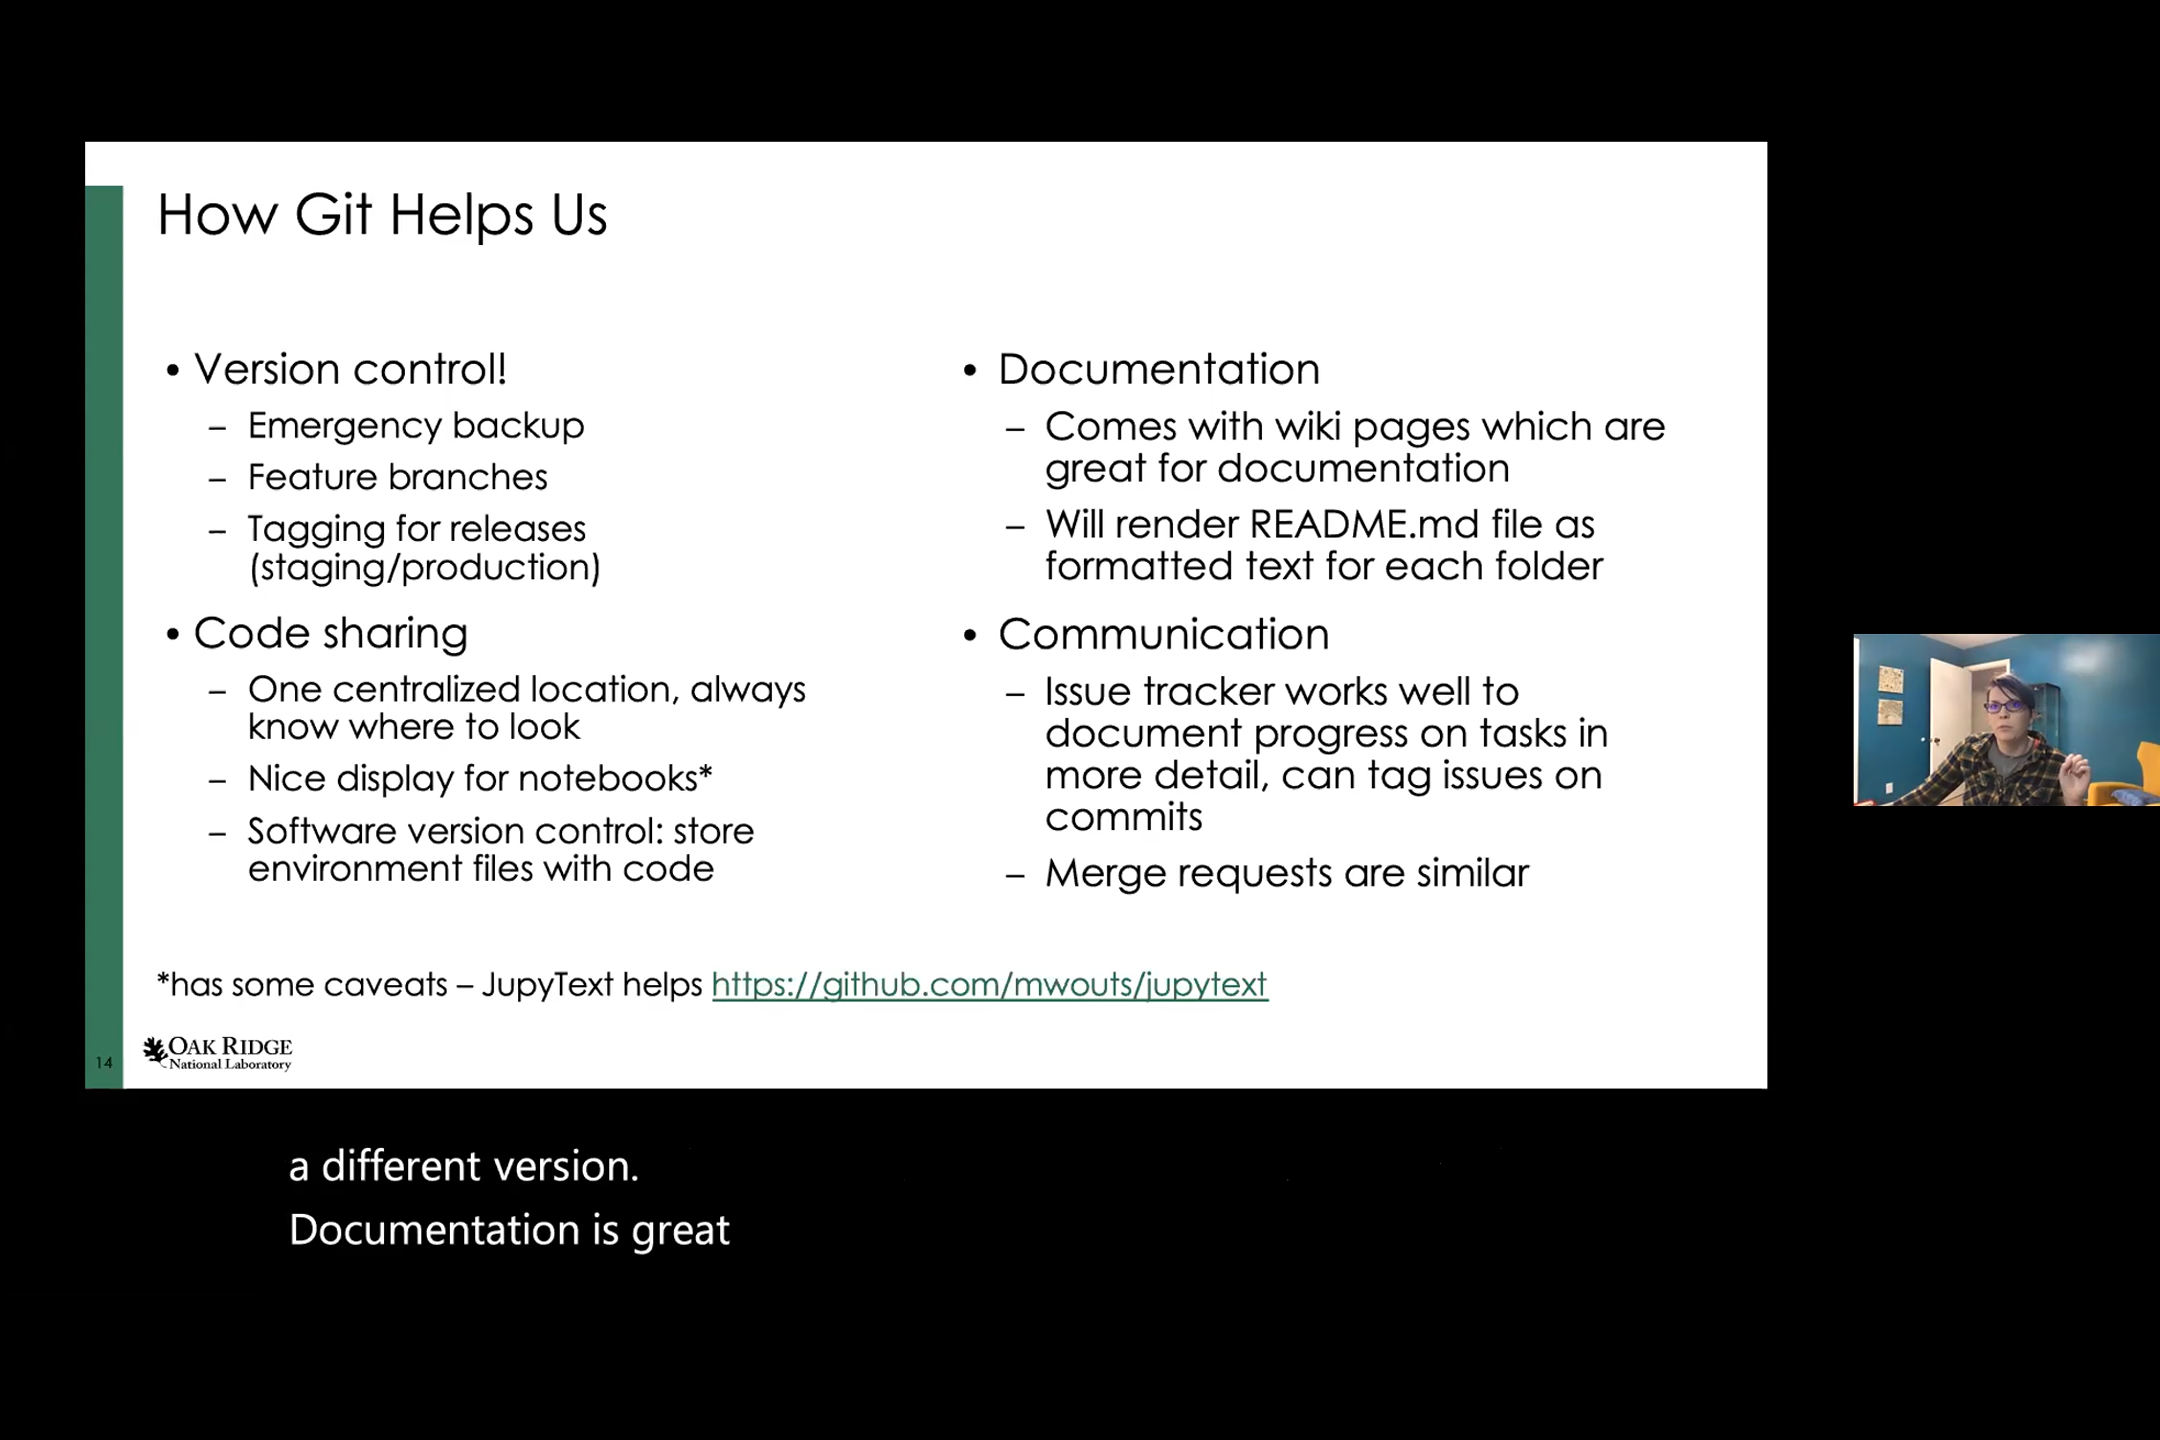 How Git Helps Us
• Version control!
– Emergency backup
– Feature branches
– Tagging for releases
(staging/production)
• Code sharing
– One centralized location, always
know where to look
– Nice display for notebooks*
– Software version control: store
environment files with code
• Documentation
– Comes with wiki pages which are
great for documentation
– Will render README.md file as
formatted text for each folder
• Communication
– Issue tracker works well to
document progress on tasks in
more detail, can tag issues on
commits
– Merge requests are similar
*has some caveats – JupyText helps https://github.com/mwouts/jupytext
14
OAK RIDGE
National Laboratory
a different version.
Documentation is great